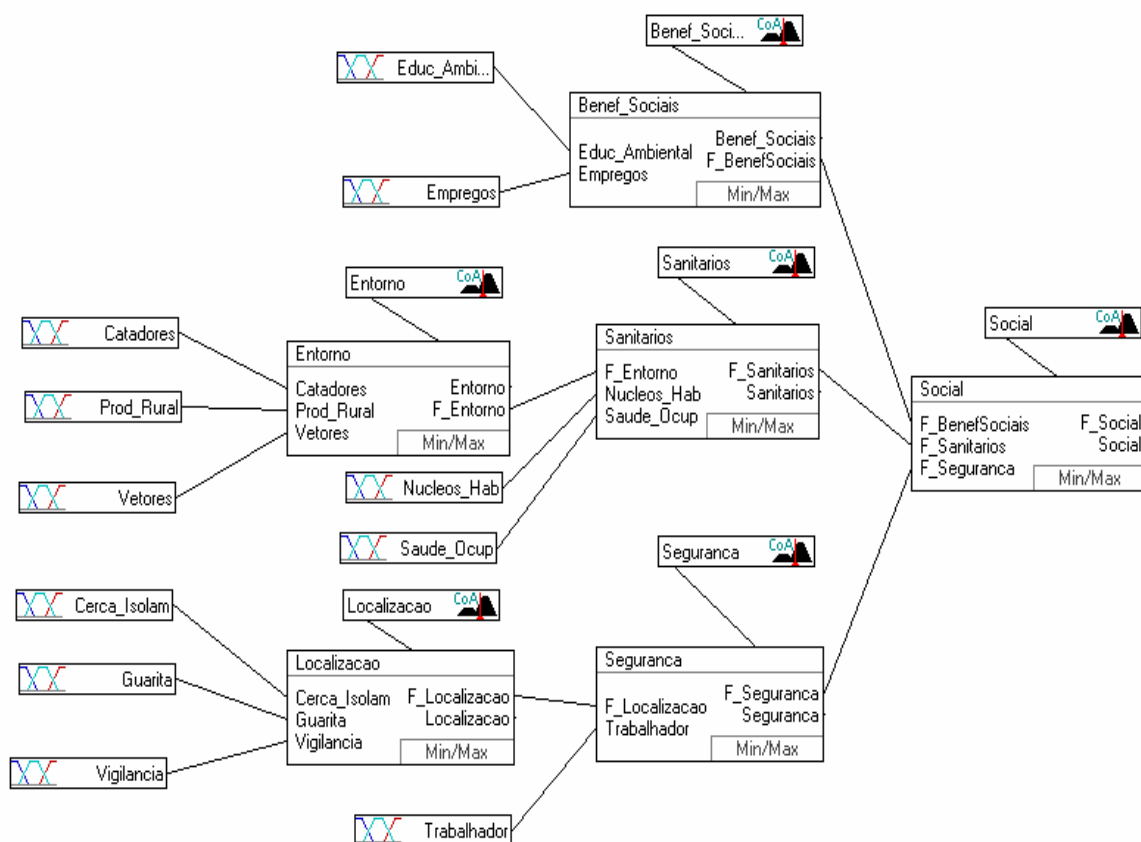 Benef_Soci... CoA
Educ_Ambi...
Benef_Sociais
Benef_Sociais
Educ_Ambiental
F_BenefSociais
Empregos
Min/Max
Empregos
Sanitarios CoA
Entorno CoA
Social CoA
Catadores
Sanitarios
Entorno
F_Entorno F_Sanitarios
Nucleos_Hab Sanitarios
Saude_Ocup
Min/Max
Catadores Entorno
Prod_Rural F_Entorno
Vetores
Min/Max
Prod_Rural
Social
F_BenefSociais F_Social
F_Sanitarios Social
F_Seguranca
Min/Max
Nucleos_Hab
Vetores
Saude_Ocup
Seguranca CoA
Cerca_Isolam
Localizacao CoA
Localizacao
Cerca_Isolam F_Localizacao
Guarita Localizacao
Vigilancia
Min/Max
Seguranca
F_Localizacao F_Seguranca
Trabalhador Seguranca
Min/Max
Guarita
Vigilancia
Trabalhador